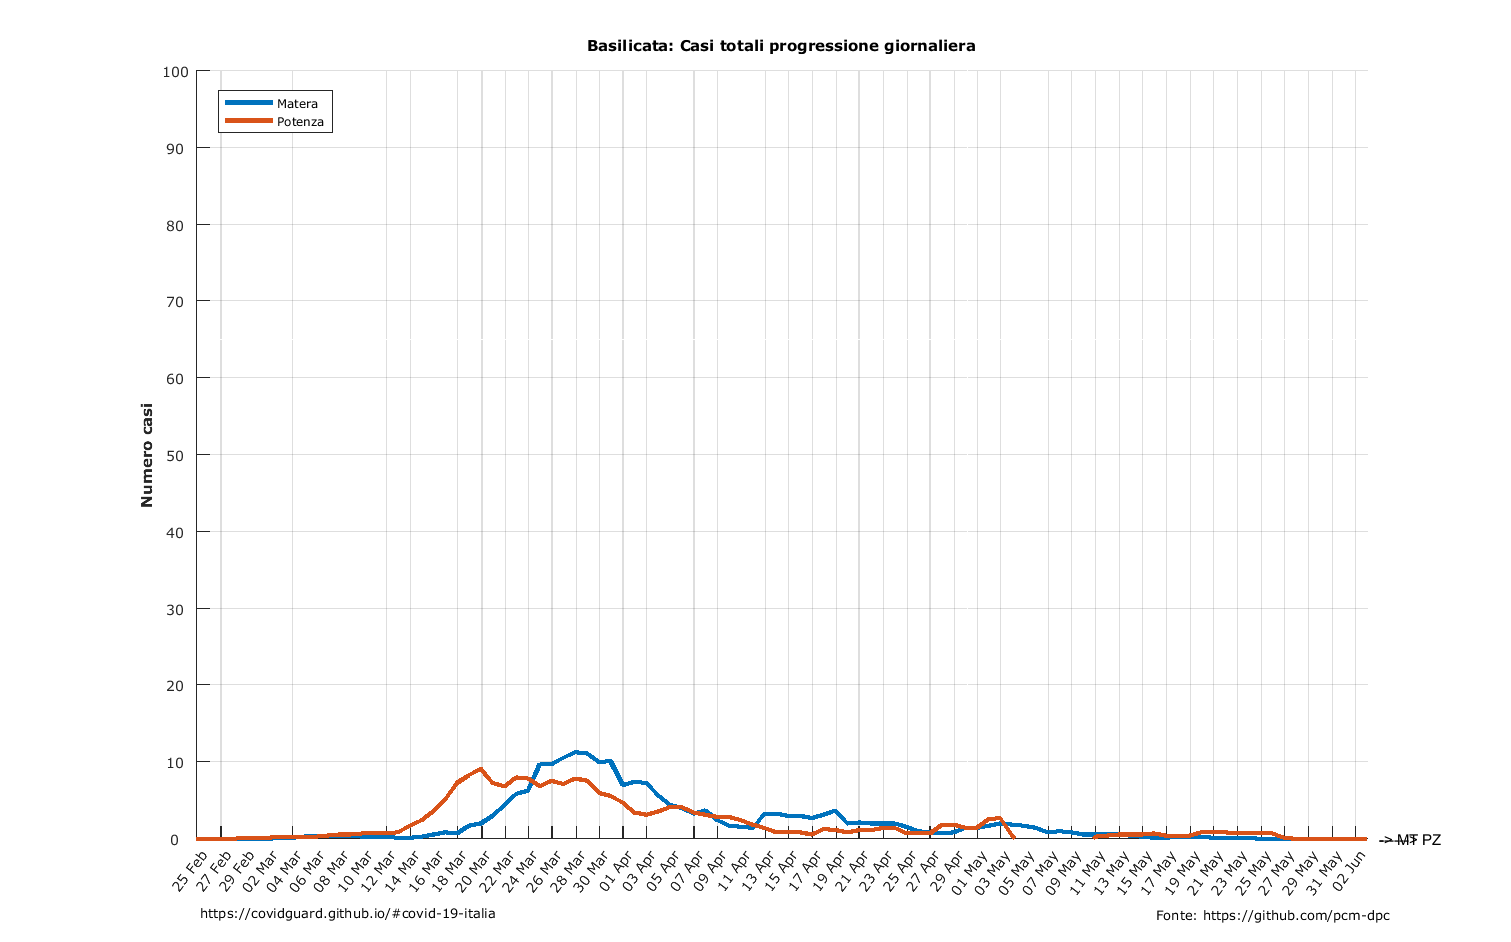 Basilicata: Casi totali progressione giornaliera
Matera
Potenza
Numero casi
100
90
80
70
60
50
40
30
20
10
0
25 Feb
27 Feb
29 Feb
02 Mar
04 Mar
06 Mar
08 Mar
10 Mar
12 Mar
14 Mar
16 Mar
18 Mar
20 Mar
22 Mar
24 Mar
26 Mar
28 Mar
30 Mar
01 Apr
03 Apr
05 Apr
07 Apr
09 Apr
11 Apr
13 Apr
15 Apr
17 Apr
19 Apr
21 Apr
23 Apr
25 Apr
27 Apr
29 Apr
01 May
03 May
05 May
07 May
09 May
11 May
13 May
15 May
17 May
19 May
21 May
23 May
25 May
27 May
29 May
31 May
02 Jun
PZ
https://covidguard.github.io/#covid-19-italia
Fonte: https://github.com/pcm-dpc